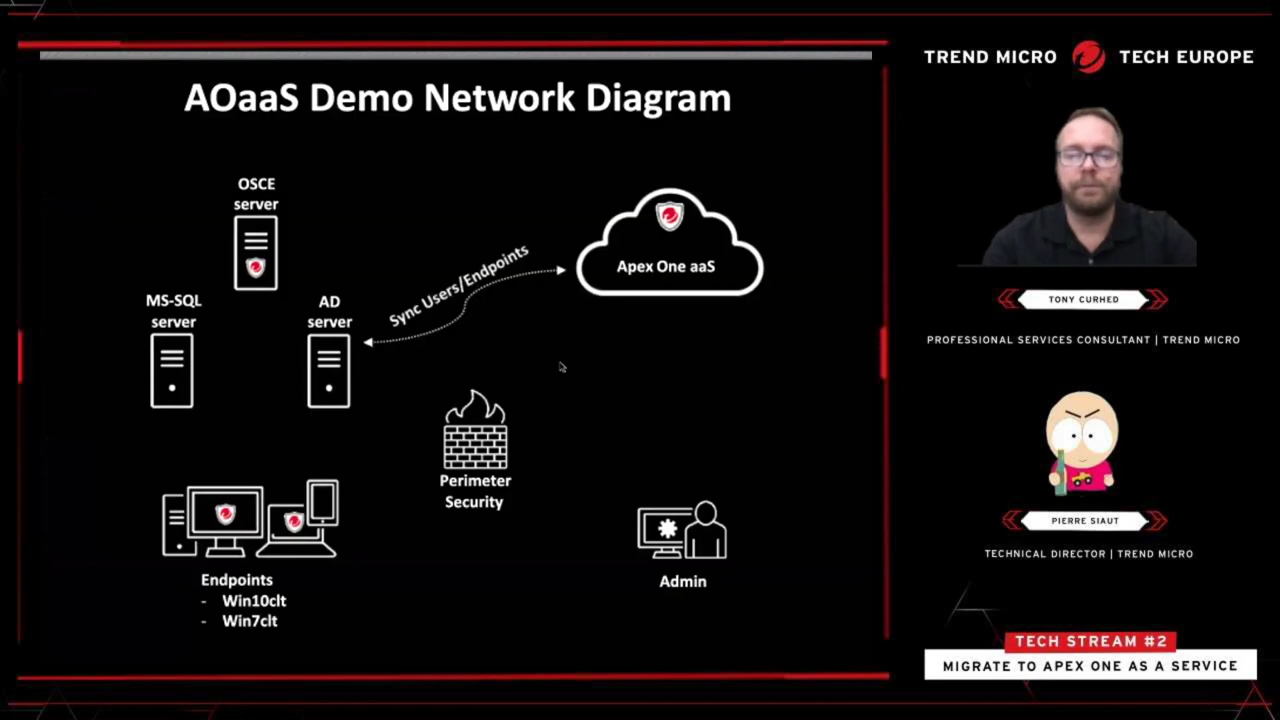 AOaaS Demo Network Diagram
OSCE
server
MS-SQL
server
AD
server
Sync Users/Endpoints
Apex One aaS
Perimeter
Security
Endpoints
- Win10clt
- Win7clt
Admin
TREND MICRO TECH EUROPE
TONY CURHED
PROFESSIONAL SERVICES CONSULTANT | TREND MICRO
PIERRE SIAUT
TECHNICAL DIRECTOR | TREND MICRO
TECH STREAM #2
MIGRATE TO APEX ONE AS A SERVICE